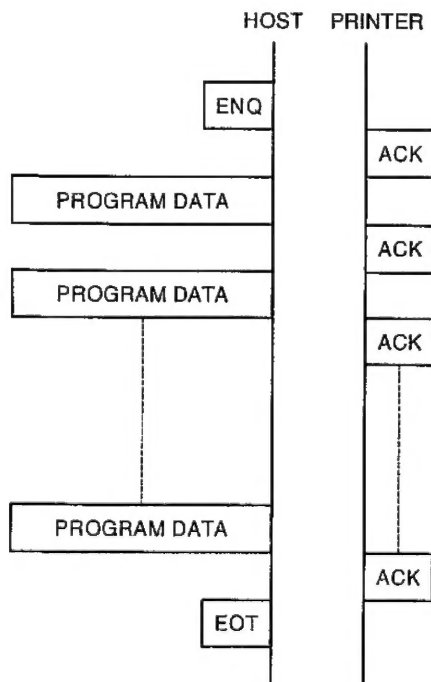 HOST PRINTER
ENQ
ACK
PROGRAM DATA
ACK
PROGRAM DATA
ACK
PROGRAM DATA
ACK
EOT